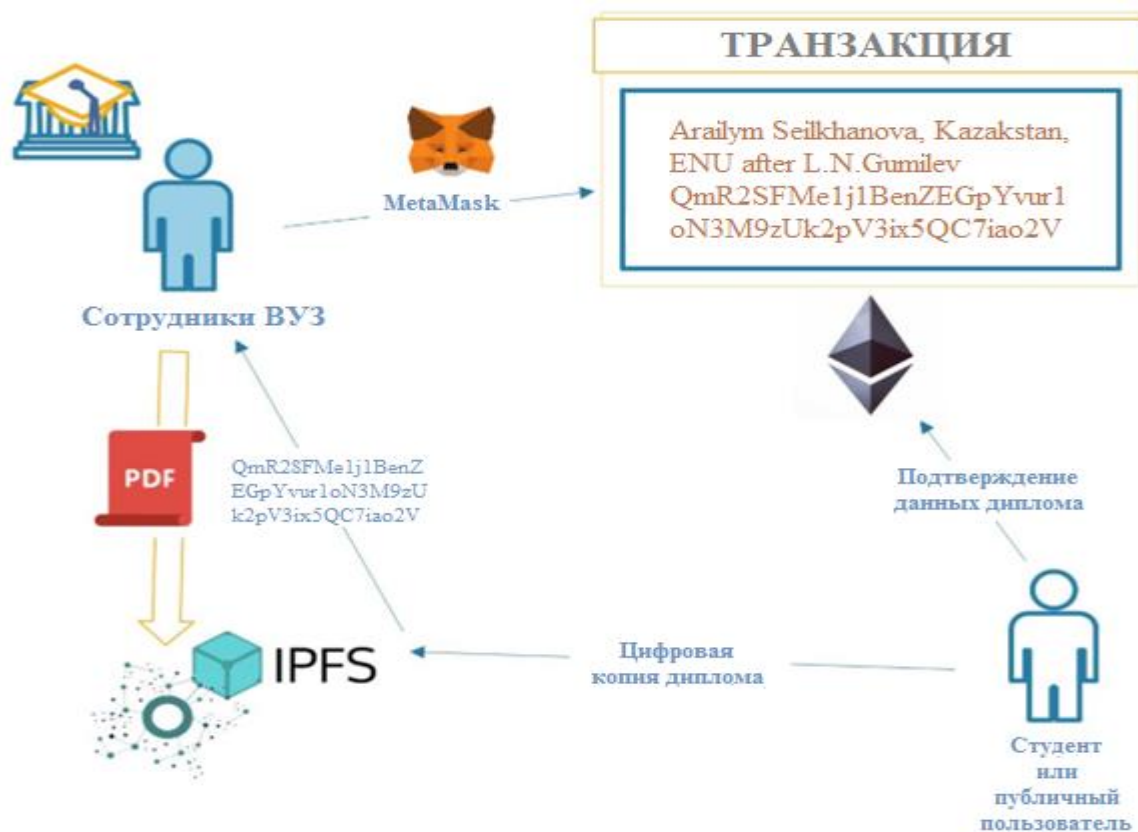 ТРАНЗАКЦИЯ
Arailym Seilkhanova, Kazakstan,
ENU after L.N.Gumilev
QmR2SFMe1j1BenZEGpYvur1
oN3M9zUk2pV3ix5QC7iao2V
MetaMask
Сотрудники ВУЗ
PDF
QmR2SFMe1j1BenZ
EGpYvur1oN3M9zU
k2pV3ix5QC7iao2V
Подтверждение
данных диплома
IPFS
Цифровая
копия диплома
Студент
или
публичный
пользователь